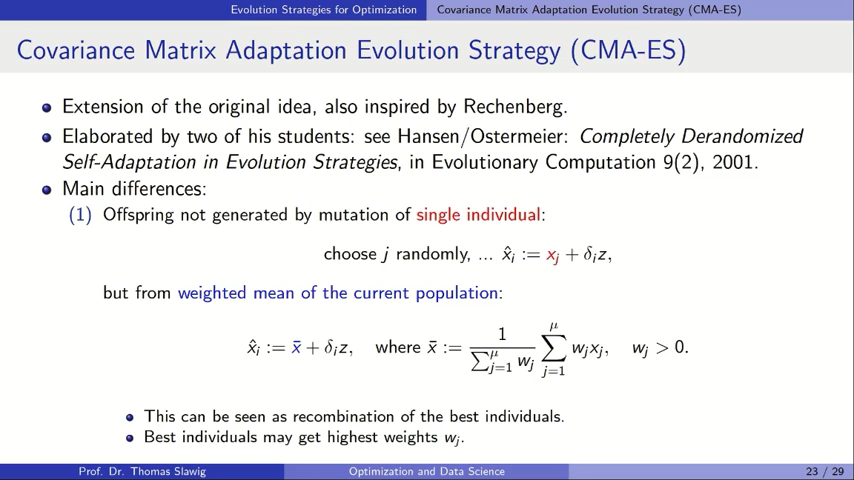 Evolution Strategies for Optimization Covariance Matrix Adaptation Evolution Strategy (CMA-ES)
Covariance Matrix Adaptation Evolution Strategy (CMA-ES)
Extension of the original idea, also inspired by Rechenberg.
Elaborated by two of his students: see Hansen/Ostermeier: Completely Derandomized
Self-Adaptation in Evolution Strategies, in Evolutionary Computation 9(2), 2001.
Main differences:
(1) Offspring not generated by mutation of single individual:
choose j randomly, ... x̂ᵢ := xⱼ + δᵢz,
but from weighted mean of the current population:
x̂ᵢ := x̄ + δᵢz, where x̄ := 1 / ∑_{j=1}^{μ} wⱼ ∑_{j=1}^{μ} wⱼxⱼ, wⱼ > 0.
This can be seen as recombination of the best individuals.
Best individuals may get highest weights wⱼ.
Prof. Dr. Thomas Slawig Optimization and Data Science 23 / 29